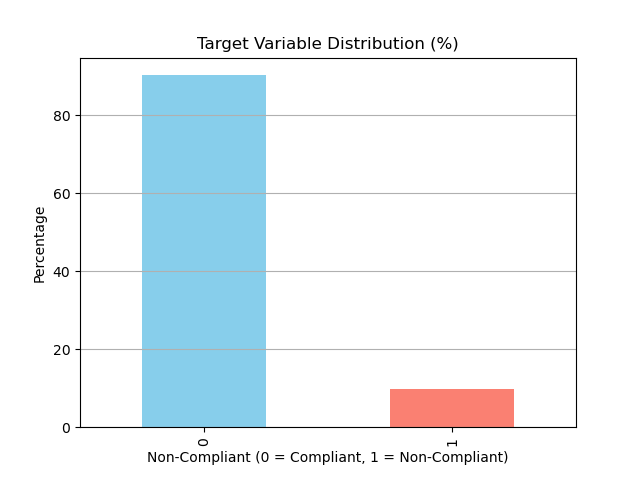 Target Variable Distribution (%)
80
60
40
20
0
Percentage
0
1
Non-Compliant (0 = Compliant, 1 = Non-Compliant)